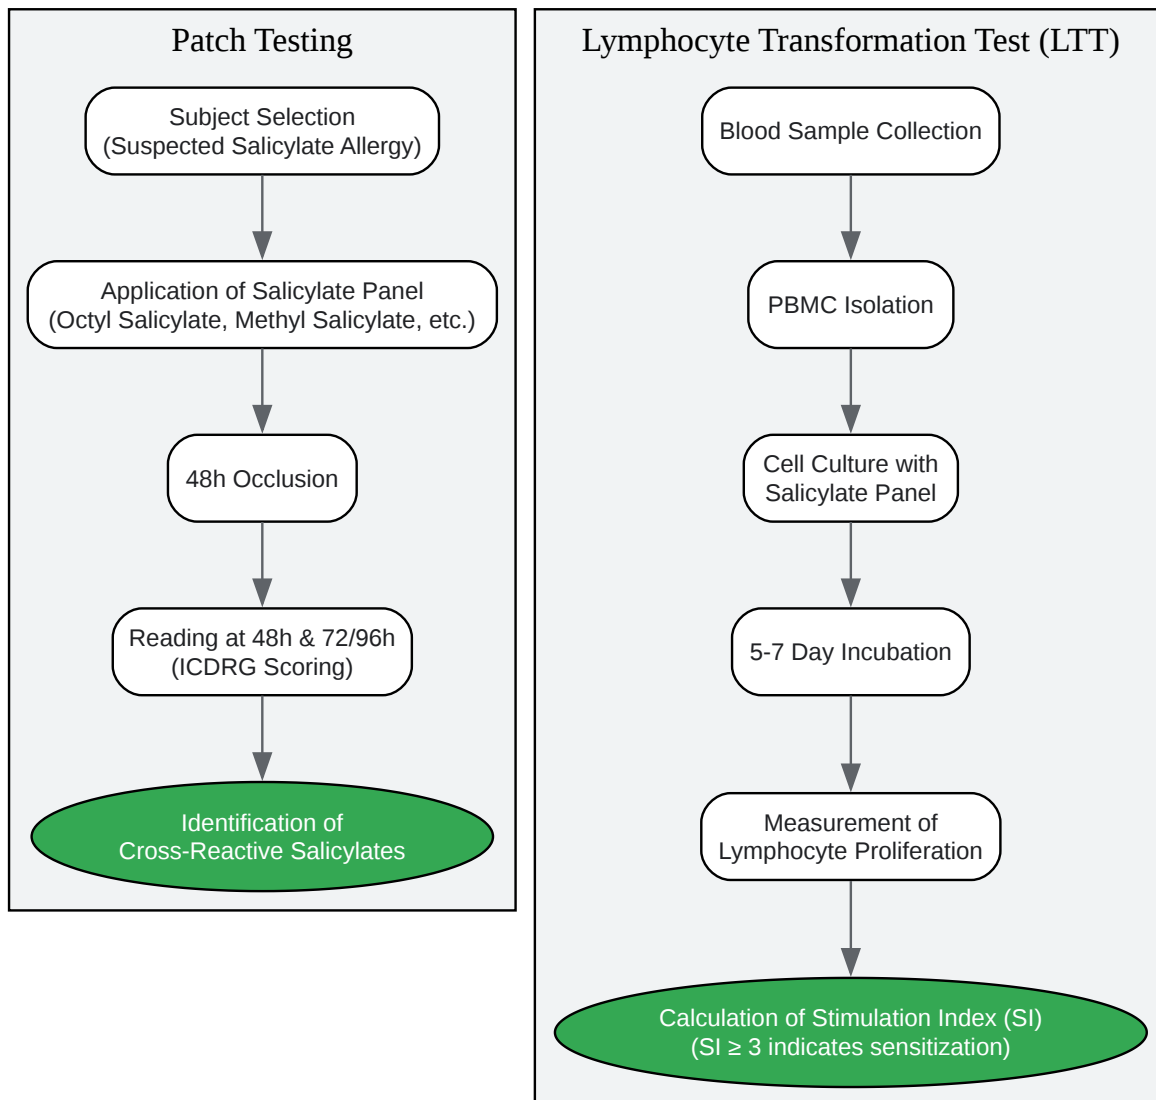 Patch Testing
Subject Selection
(Suspected Salicylate Allergy)
Application of Salicylate Panel
(Octyl Salicylate, Methyl Salicylate, etc.)
48h Occlusion
Reading at 48h & 72/96h
(ICDRG Scoring)
Identification of
Cross-Reactive Salicylates
Lymphocyte Transformation Test (LTT)
Blood Sample Collection
PBMC Isolation
Cell Culture with
Salicylate Panel
5-7 Day Incubation
Measurement of
Lymphocyte Proliferation
Calculation of Stimulation Index (SI)
(SI ≥ 3 indicates sensitization)